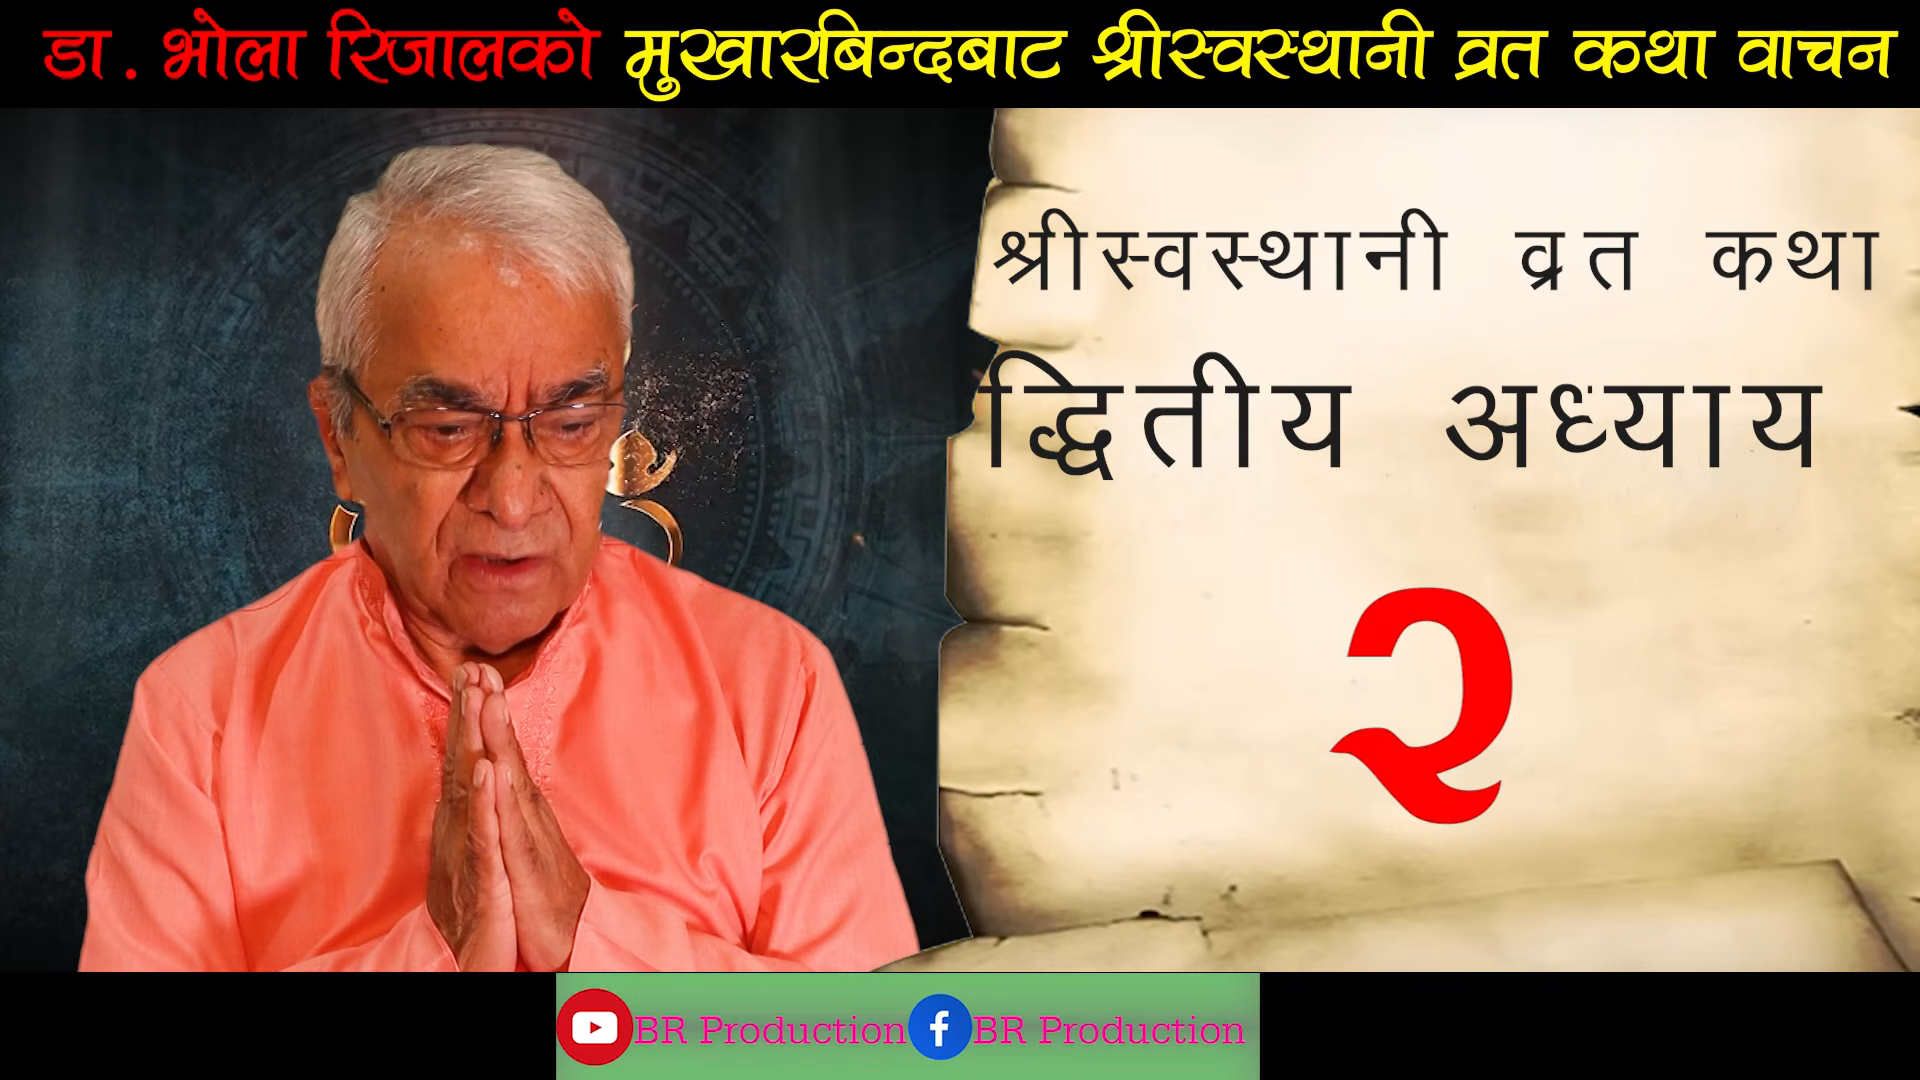 डा. भोला रिजालको मुखारबिन्दबाट श्रीस्वस्थानी व्रत कथा वाचन
श्रीस्वस्थानी व्रत कथा
द्वितीय अध्याय
२
BR Production BR Production